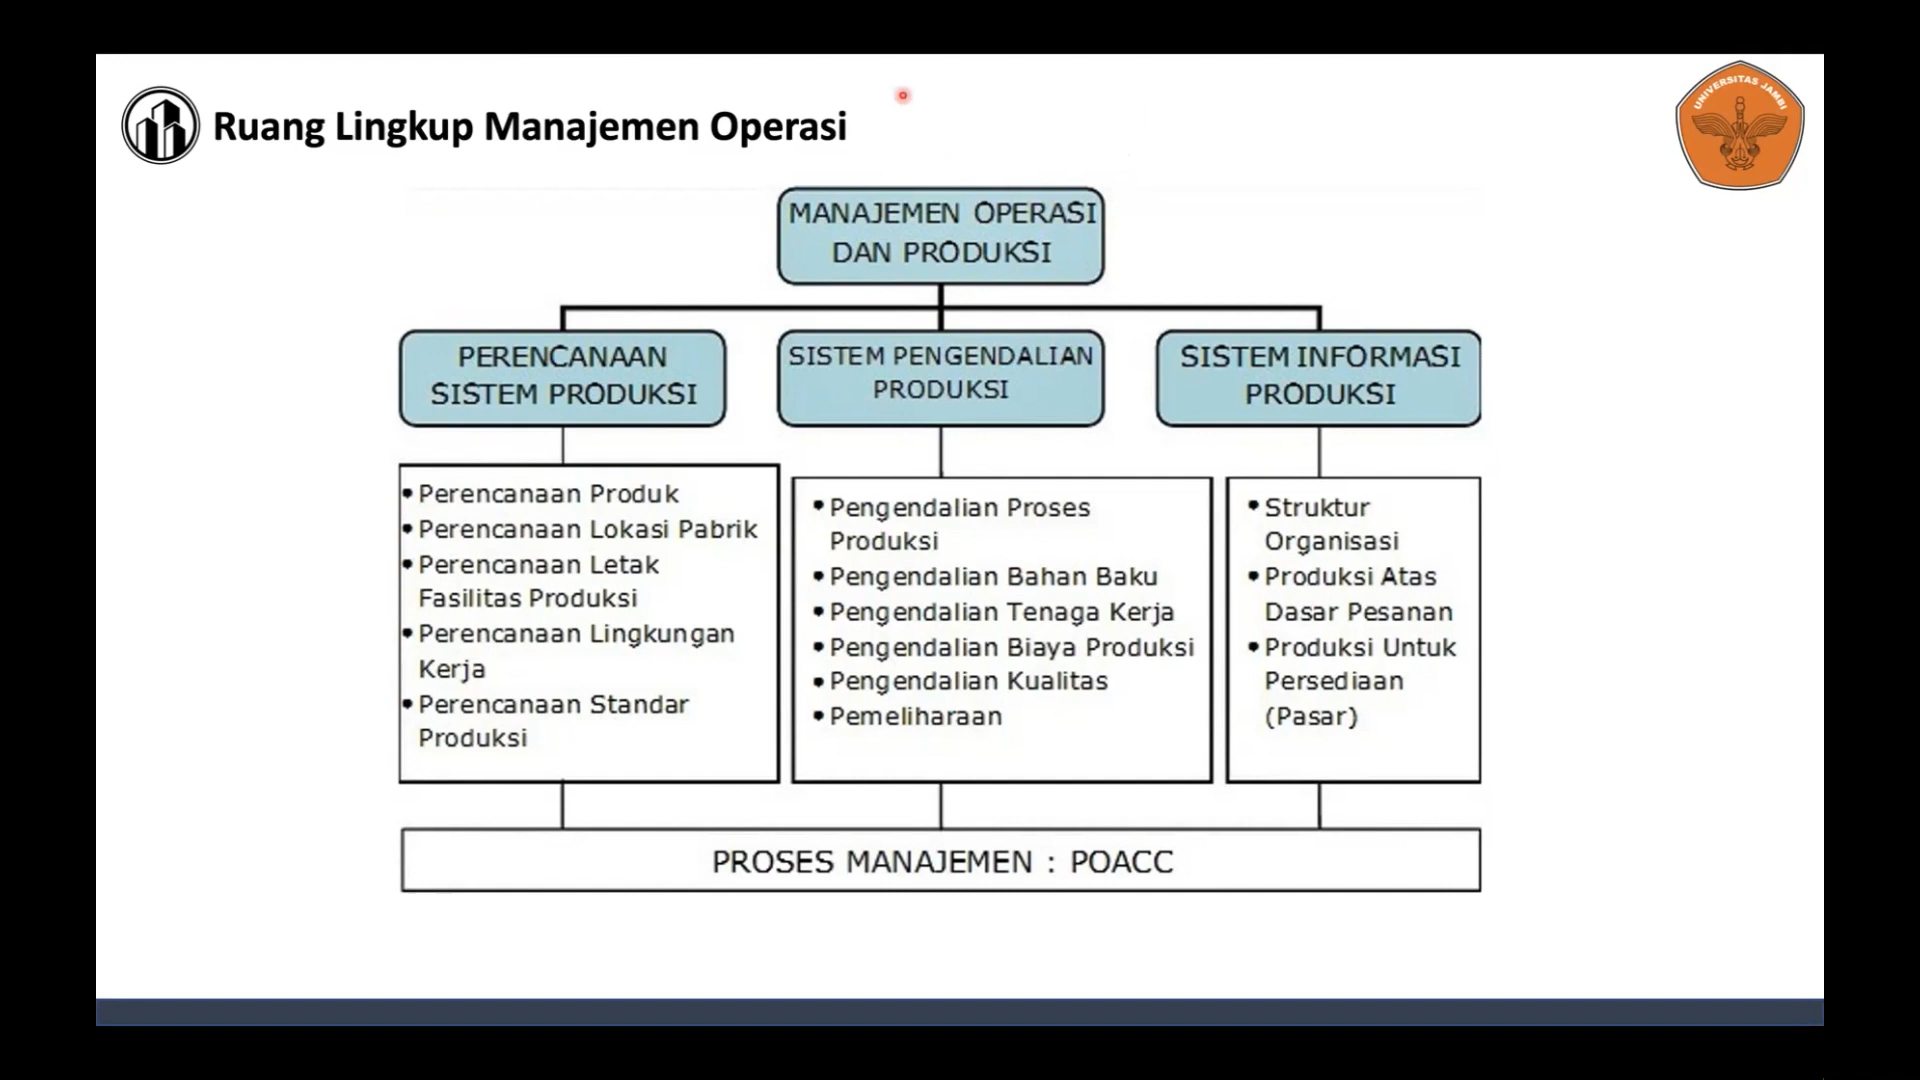 Ruang Lingkup Manajemen Operasi
UNIVERSITAS JAMBI
MANAJEMEN OPERASI
DAN PRODUKSI
PERENCANAAN
SISTEM PRODUKSI
SISTEM PENGENDALIAN
PRODUKSI
SISTEM INFORMASI
PRODUKSI
• Perencanaan Produk
• Perencanaan Lokasi Pabrik
• Perencanaan Letak
Fasilitas Produksi
• Perencanaan Lingkungan
Kerja
• Perencanaan Standar
Produksi
• Pengendalian Proses
Produksi
• Pengendalian Bahan Baku
• Pengendalian Tenaga Kerja
• Pengendalian Biaya Produksi
• Pengendalian Kualitas
• Pemeliharaan
• Struktur
Organisasi
• Produksi Atas
Dasar Pesanan
• Produksi Untuk
Persediaan
(Pasar)
PROSES MANAJEMEN : POACC